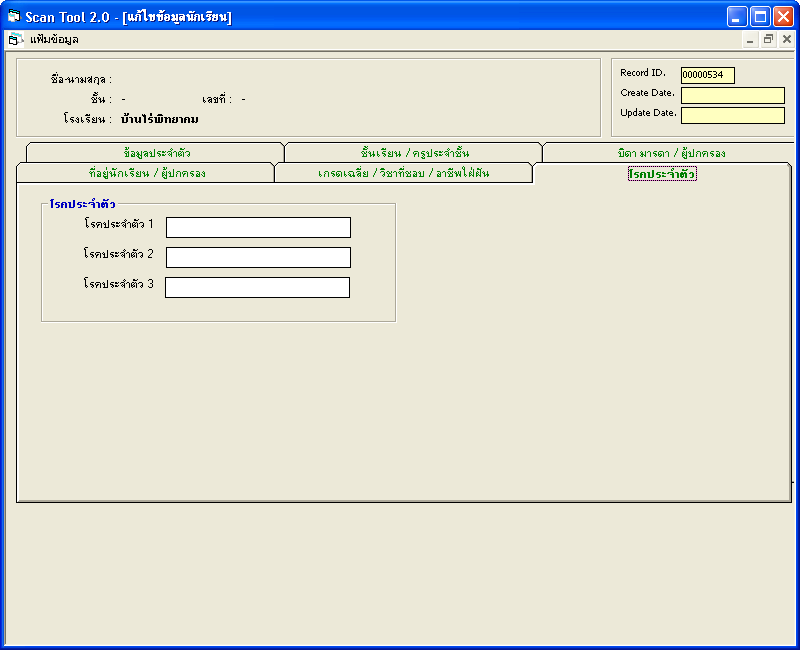 Scan Tool 2.0 - [แก้ไขข้อมูลนักเรียน]
แฟ้มข้อมูล
ชื่อ-นามสกุล :
ชั้น : - เลขที่ : -
โรงเรียน : บ้านไร่พิทยาคม
Record ID. 00000534
Create Date.
Update Date.
ข้อมูลประจำตัว ชั้นเรียน / ครูประจำชั้น บิดา มารดา / ผู้ปกครอง
ที่อยู่นักเรียน / ผู้ปกครอง เกรดเฉลี่ย / วิชาที่ชอบ / อาชีพใฝ่ฝัน โรคประจำตัว
โรคประจำตัว
โรคประจำตัว 1
โรคประจำตัว 2
โรคประจำตัว 3